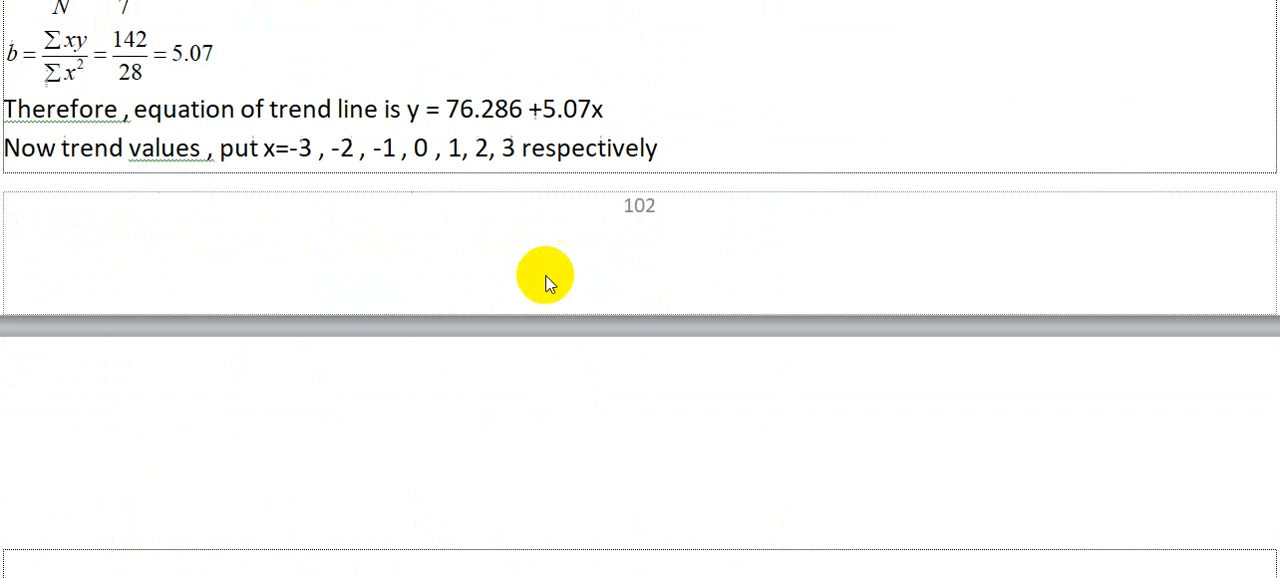 N 7
b = Σxy / Σx² = 142 / 28 = 5.07
Therefore , equation of trend line is y = 76.286 +5.07x
Now trend values , put x=-3 , -2 , -1 , 0 , 1, 2, 3 respectively
102